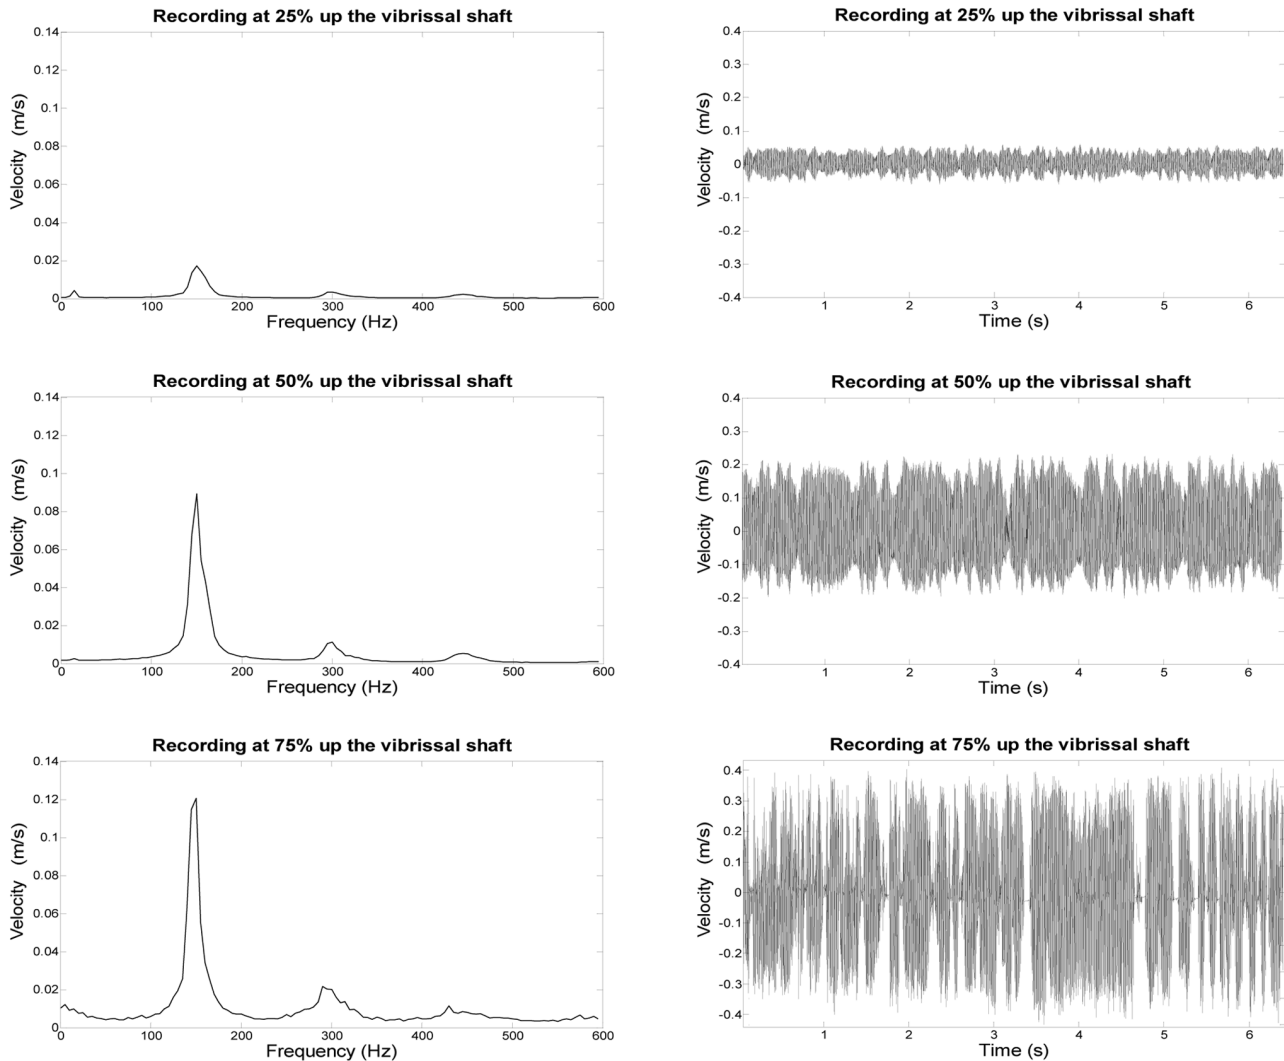 Recording at 25% up the vibrissal shaft
0.14
0.12
0.1
0.08
0.06
0.04
0.02
0
Velocity (m/s)
0 100 200 300 400 500 600
Frequency (Hz)
Recording at 25% up the vibrissal shaft
0.4
0.3
0.2
0.1
0
-0.1
-0.2
-0.3
-0.4
Velocity (m/s)
1 2 3 4 5 6
Time (s)
Recording at 50% up the vibrissal shaft
0.14
0.12
0.1
0.08
0.06
0.04
0.02
0
Velocity (m/s)
0 100 200 300 400 500 600
Frequency (Hz)
Recording at 50% up the vibrissal shaft
0.4
0.3
0.2
0.1
0
-0.1
-0.2
-0.3
-0.4
Velocity (m/s)
1 2 3 4 5 6
Time (s)
Recording at 75% up the vibrissal shaft
0.14
0.12
0.1
0.08
0.06
0.04
0.02
0
Velocity (m/s)
0 100 200 300 400 500 600
Frequency (Hz)
Recording at 75% up the vibrissal shaft
0.4
0.3
0.2
0.1
0
-0.1
-0.2
-0.3
-0.4
Velocity (m/s)
1 2 3 4 5 6
Time (s)